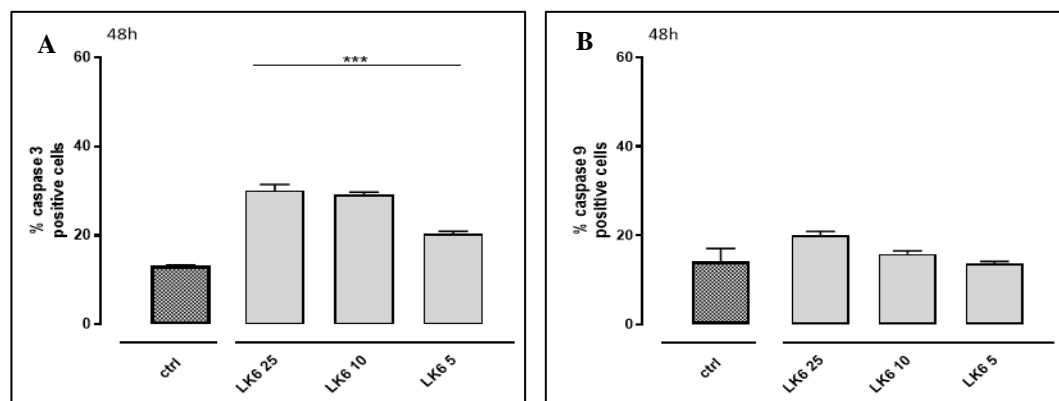 A
48h
***
60
40
20
0
% caspase 3
positive cells
ctrl
LK6 25
LK6 10
LK6 5
B
48h
60
40
20
0
% caspase 9
positive cells
ctrl
LK6 25
LK6 10
LK6 5